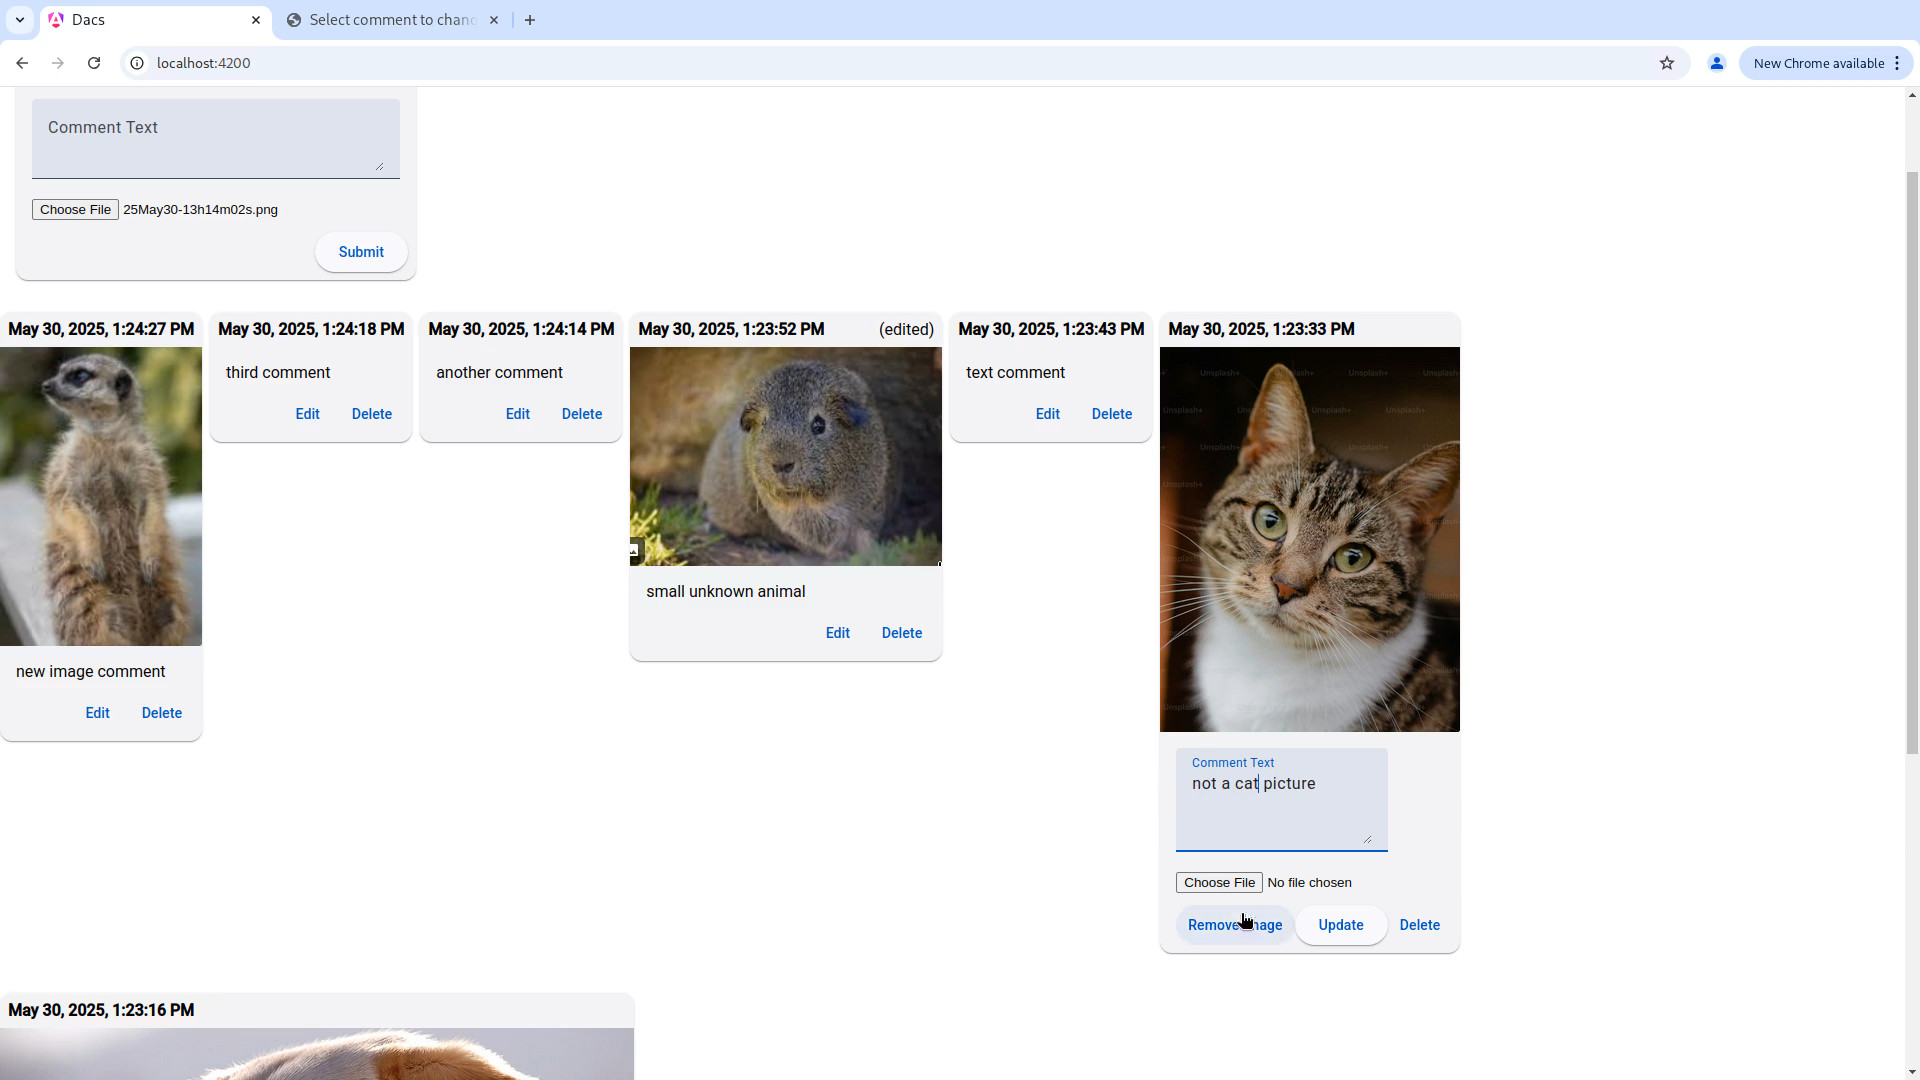 Dacs
Select comment to chan
localhost:4200
New Chrome available
Comment Text
Choose File 25May30-13h14m02s.png
Submit
May 30, 2025, 1:24:27 PM
new image comment
Edit Delete
May 30, 2025, 1:24:18 PM
third comment
Edit Delete
May 30, 2025, 1:24:14 PM
another comment
Edit Delete
May 30, 2025, 1:23:52 PM (edited)
small unknown animal
Edit Delete
May 30, 2025, 1:23:43 PM
text comment
Edit Delete
May 30, 2025, 1:23:33 PM
Unsplash+ Unsplash+ Unsplash+
Unsplash+ Unsplash+
Comment Text
not a cat picture
Choose File No file chosen
Remove Update Delete
May 30, 2025, 1:23:16 PM